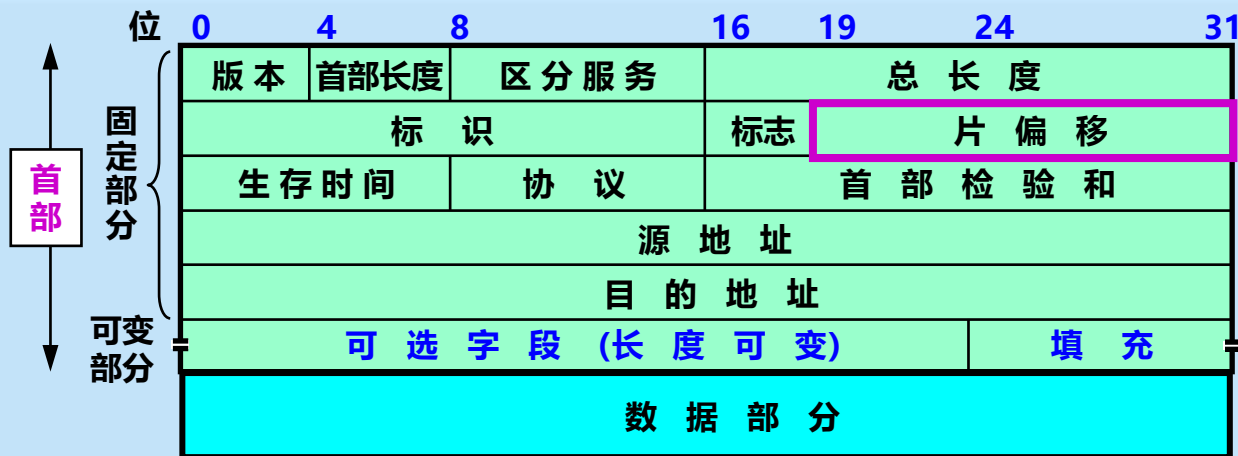 位 0 4 8 16 19 24 31
版 本 首部长度 区 分 服 务 总 长 度
标 识 标志 片 偏 移
生 存 时 间 协 议 首 部 检 验 和
源 地 址
目 的 地 址
可 选 字 段 (长 度 可 变) 填 充
数 据 部 分
首部
固定部分
可变
部分